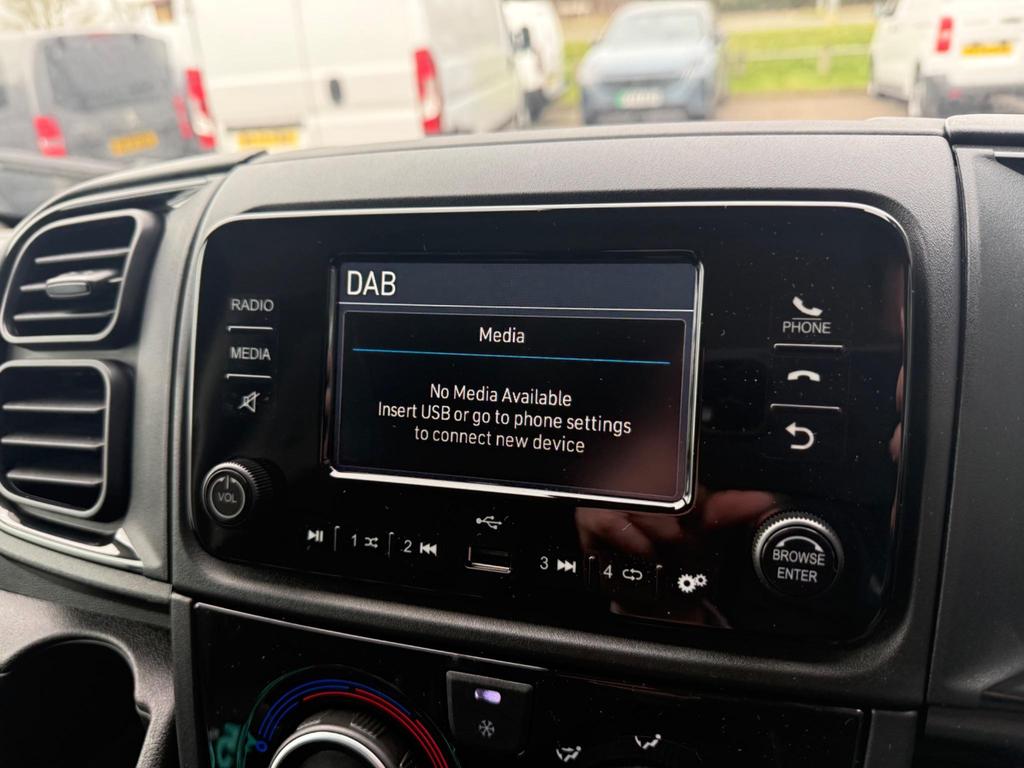 DAB
Media
No Media Available
Insert USB or go to phone settings
to connect new device
RADIO
MEDIA
VOL
PHONE
1
2
3
4
BROWSE
ENTER